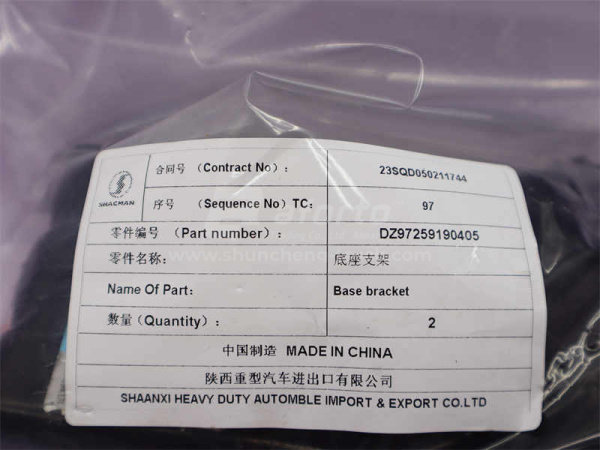 合同号 (Contract No): 23SQD050211744
SHACMAN
序号 (Sequence No) TC: 97
零件编号 (Part number): DZ97259190405
零件名称: 底座支架
Name Of Part: Base bracket
数量 (Quantity): 2
中国制造 MADE IN CHINA
陕西重型汽车进出口有限公司
SHAANXI HEAVY DUTY AUTOMBLE IMPORT & EXPORT CO.LTD